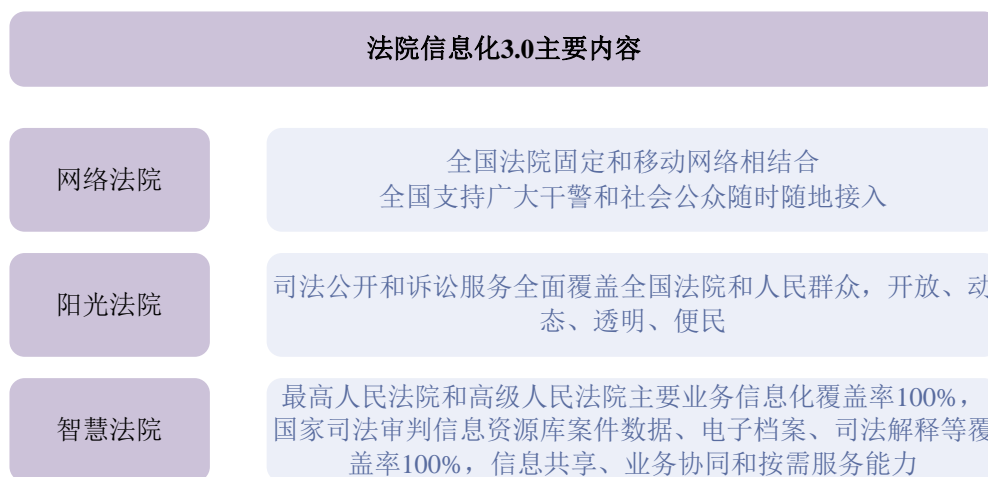 法院信息化3.0主要内容
网络法院
全国法院固定和移动网络相结合
全国支持广大干警和社会公众随时随地接入
阳光法院
司法公开和诉讼服务全面覆盖全国法院和人民群众，开放、动
态、透明、便民
智慧法院
最高人民法院和高级人民法院主要业务信息化覆盖率100%，
国家司法审判信息资源库案件数据、电子档案、司法解释等覆
盖率100%，信息共享、业务协同和按需服务能力